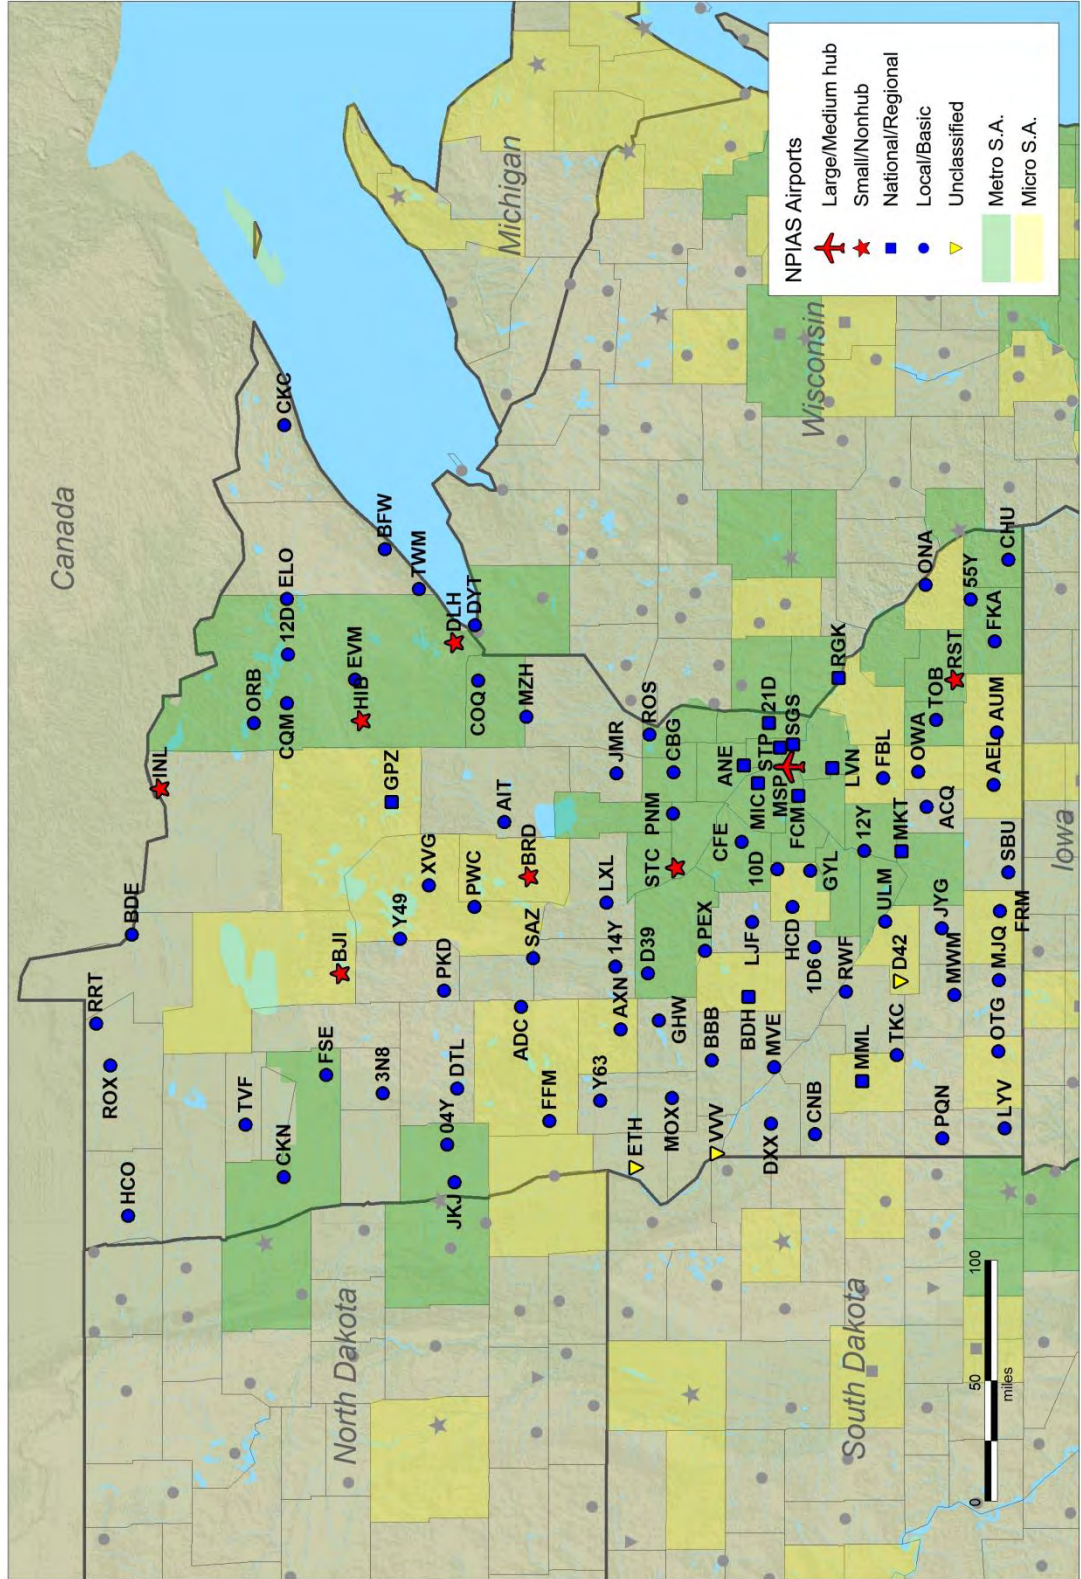 Canada
Michigan
Wisconsin
Iowa
North Dakota
South Dakota
NPIAS Airports
Large/Medium hub
Small/Nonhub
National/Regional
Local/Basic
Unclassified
Metro S.A.
Micro S.A.
0
50
100
miles
RRT
ROX
HCO
BDE
INL
TVF
CKN
FSE
BJI
ORB
CQM
12D
ELO
CKC
EVM
HIB
BFW
TWM
DLH
DYT
GPZ
3N8
Y49
XVG
PKD
PWC
DTL
04Y
JKJ
COQ
MZH
AIT
BRD
SAZ
ADC
FFM
Y63
AXN
14Y
LXL
JMR
ROS
CBG
PNM
STC
D39
GHW
ETH
MOX
VVV
BBB
PEX
CFE
ANE
MIC
STP
21D
SGS
MSP
FCM
10D
LJF
HCD
BDH
MVE
DXX
CNB
1D6
GYL
RGK
LVN
RWF
12Y
FBL
MML
ULM
MKT
D42
TKC
OWA
ACQ
ONA
TOB
RST
55Y
FKA
CHU
PQN
MWM
JYG
LYV
OTG
MJQ
FRM
SBU
AEL
AUM